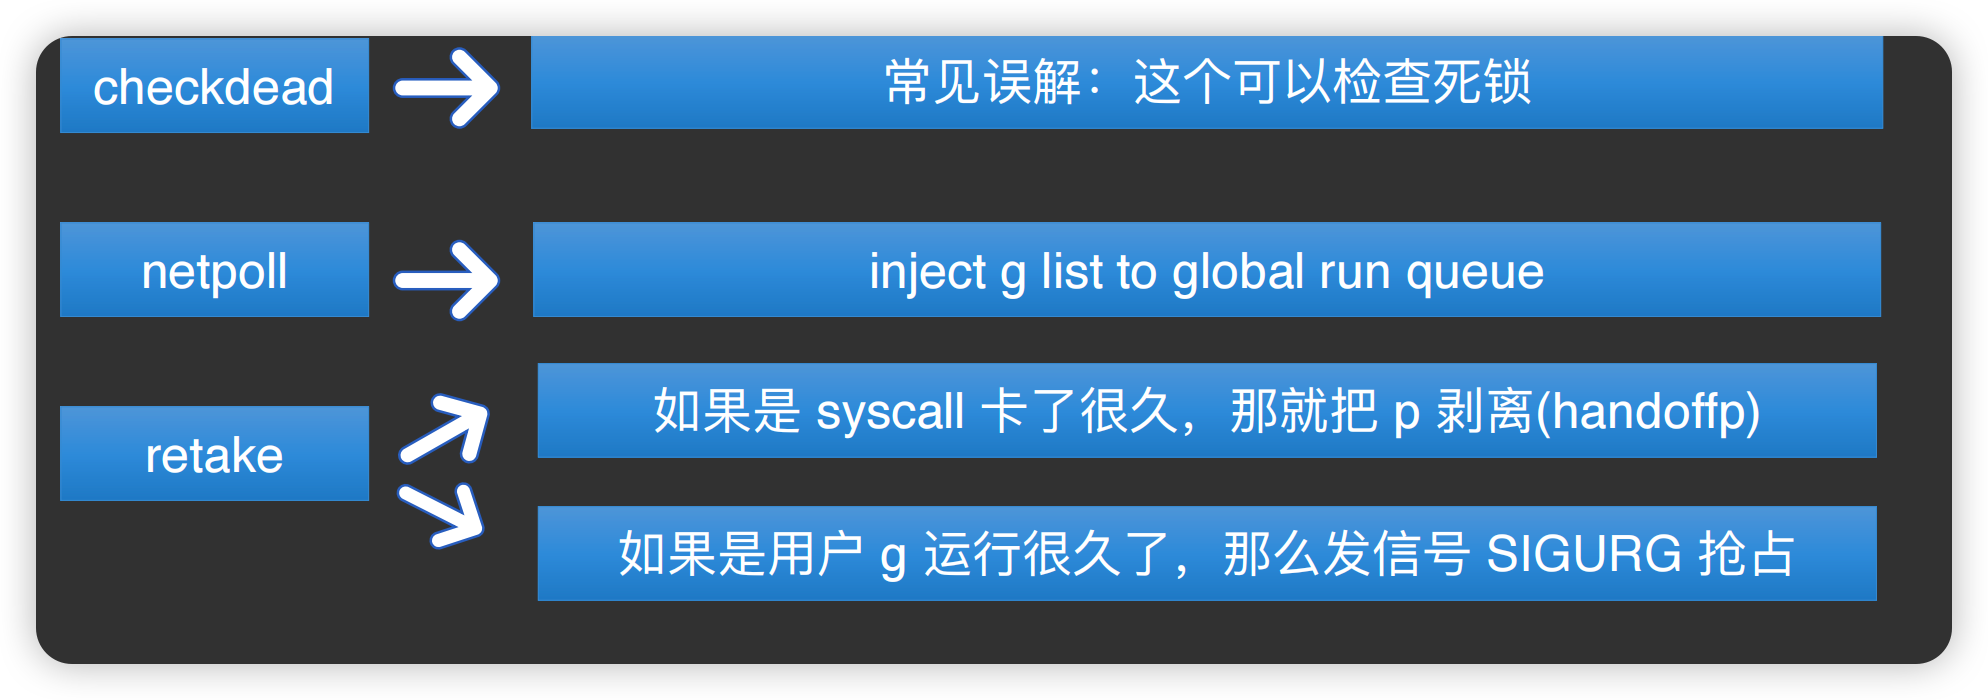 checkdead
常见误解：这个可以检查死锁
netpoll
inject g list to global run queue
retake
如果是 syscall 卡了很久，那就把 p 剥离(handoffp)
如果是用户 g 运行很久了，那么发信号 SIGURG 抢占